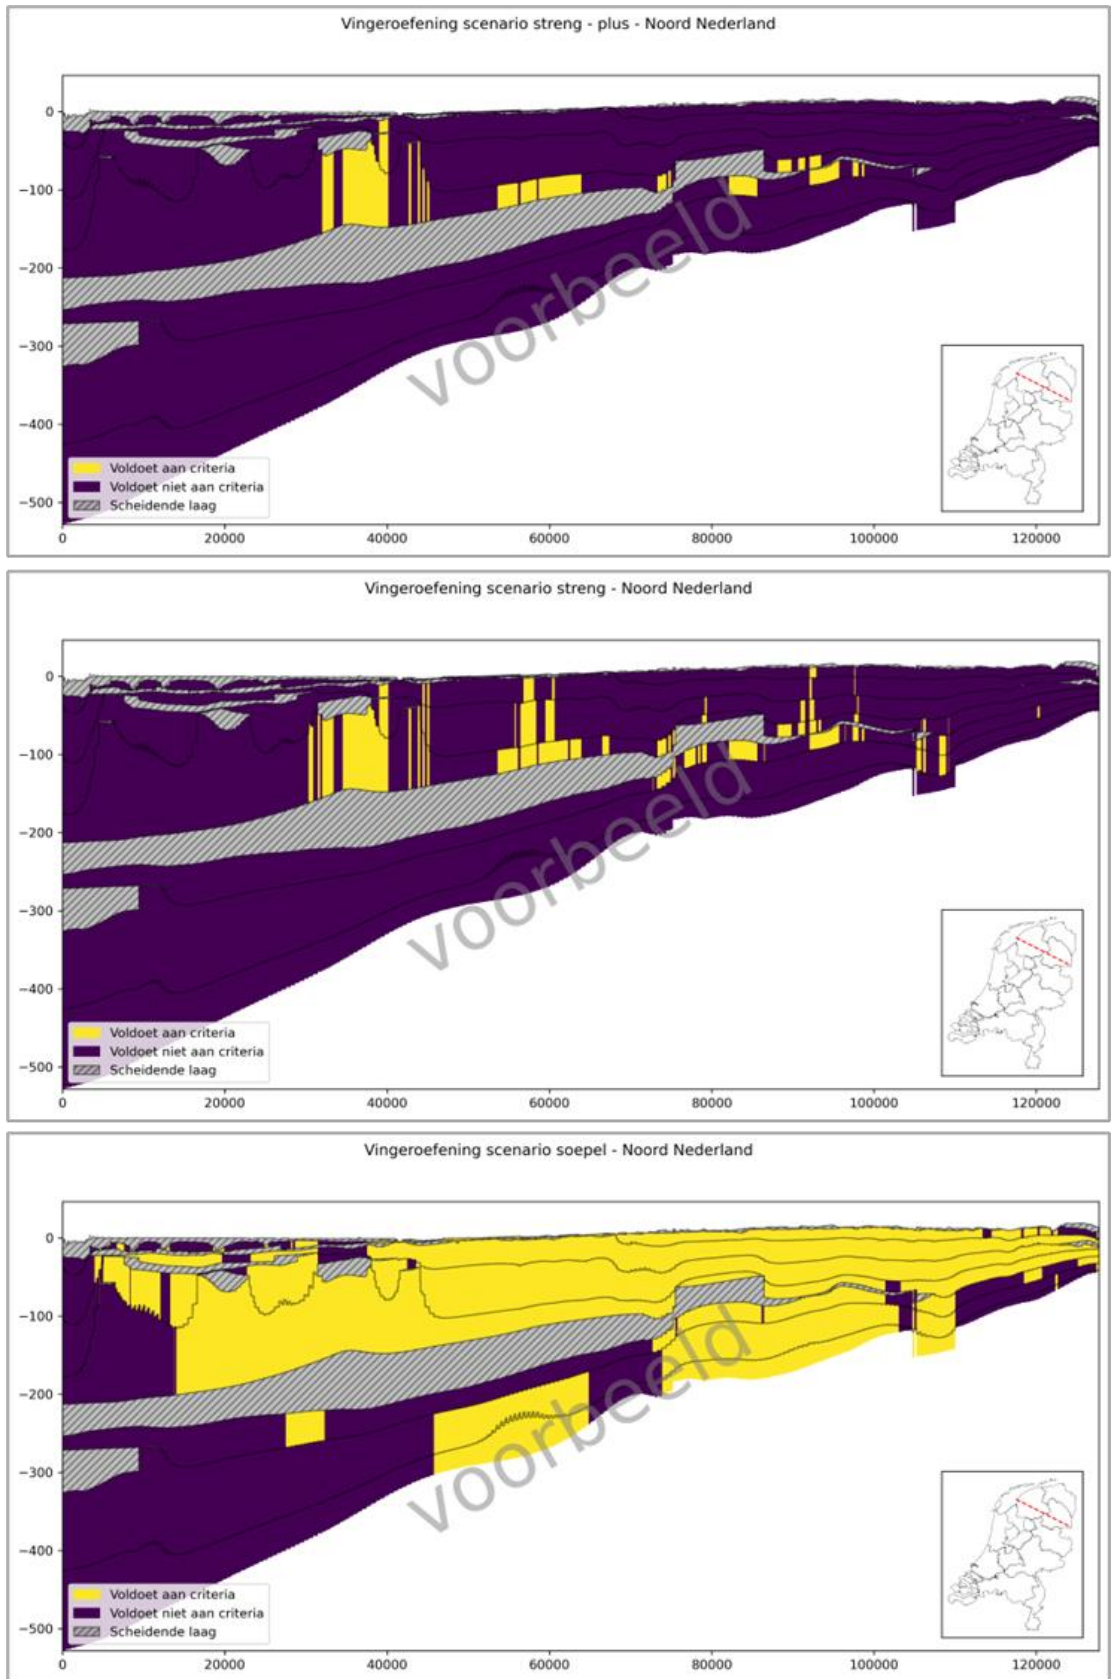 Vingeroefening scenario streng - plus - Noord Nederland
0
−100
−200
−300
−400
−500
voorbeeld
Voldoet aan criteria
Voldoet niet aan criteria
Scheidende laag
0 20000 40000 60000 80000 100000 120000
Vingeroefening scenario streng - Noord Nederland
0
−100
−200
−300
−400
−500
voorbeeld
Voldoet aan criteria
Voldoet niet aan criteria
Scheidende laag
0 20000 40000 60000 80000 100000 120000
Vingeroefening scenario soepel - Noord Nederland
0
−100
−200
−300
−400
−500
voorbeeld
Voldoet aan criteria
Voldoet niet aan criteria
Scheidende laag
0 20000 40000 60000 80000 100000 120000